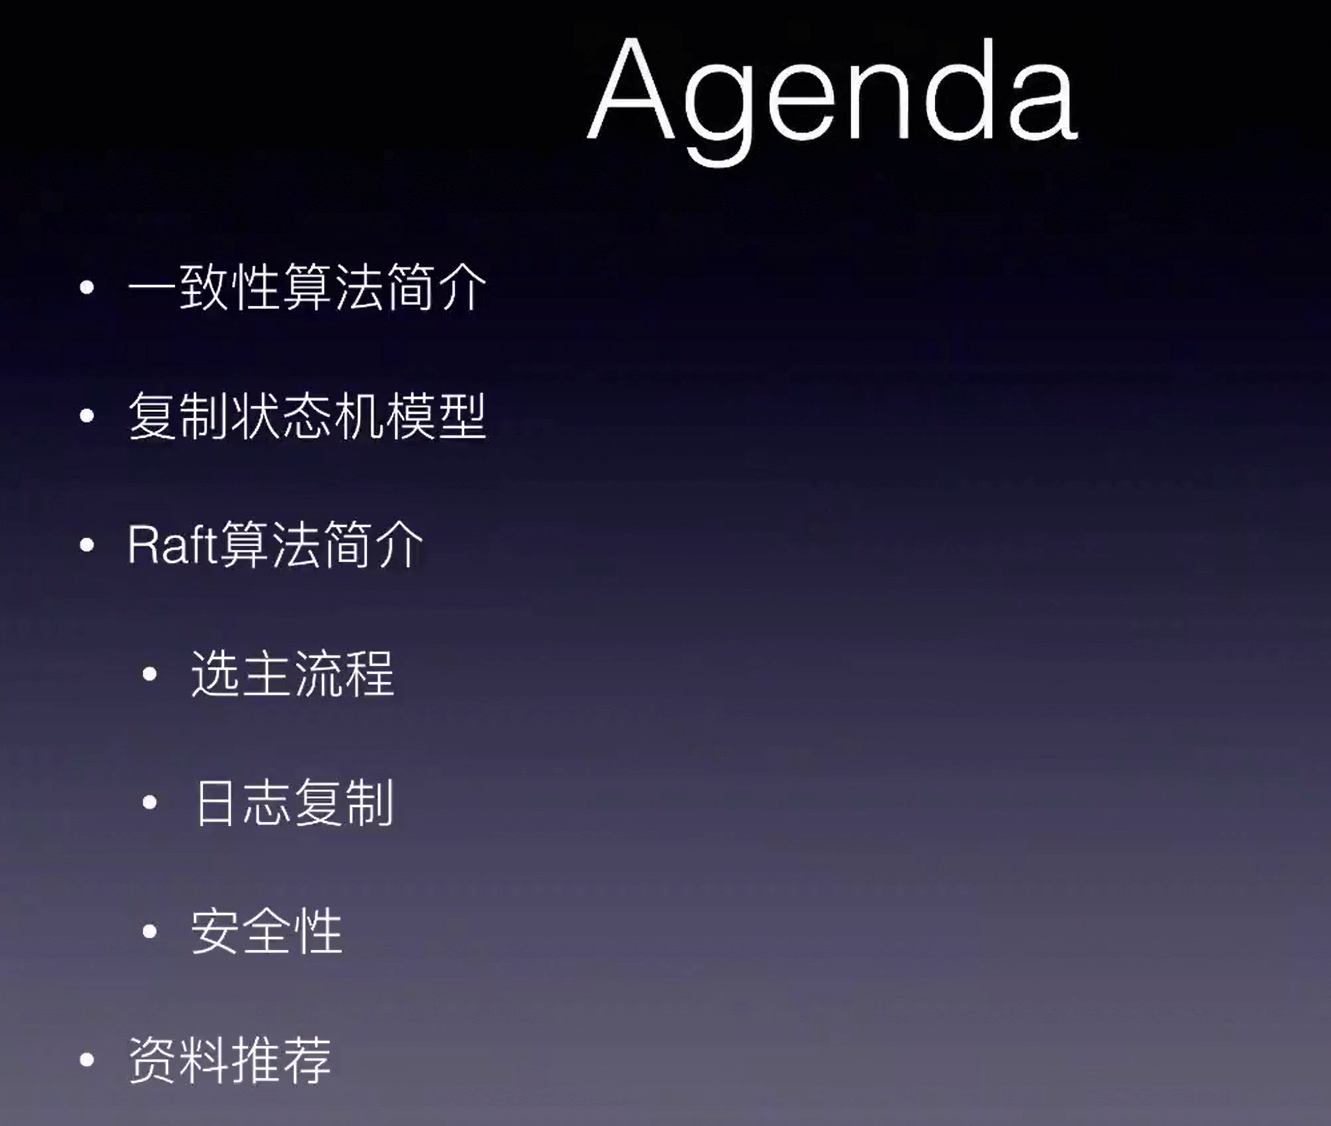 Agenda
• 一致性算法简介
• 复制状态机模型
• Raft算法简介
• 选主流程
• 日志复制
• 安全性
• 资料推荐